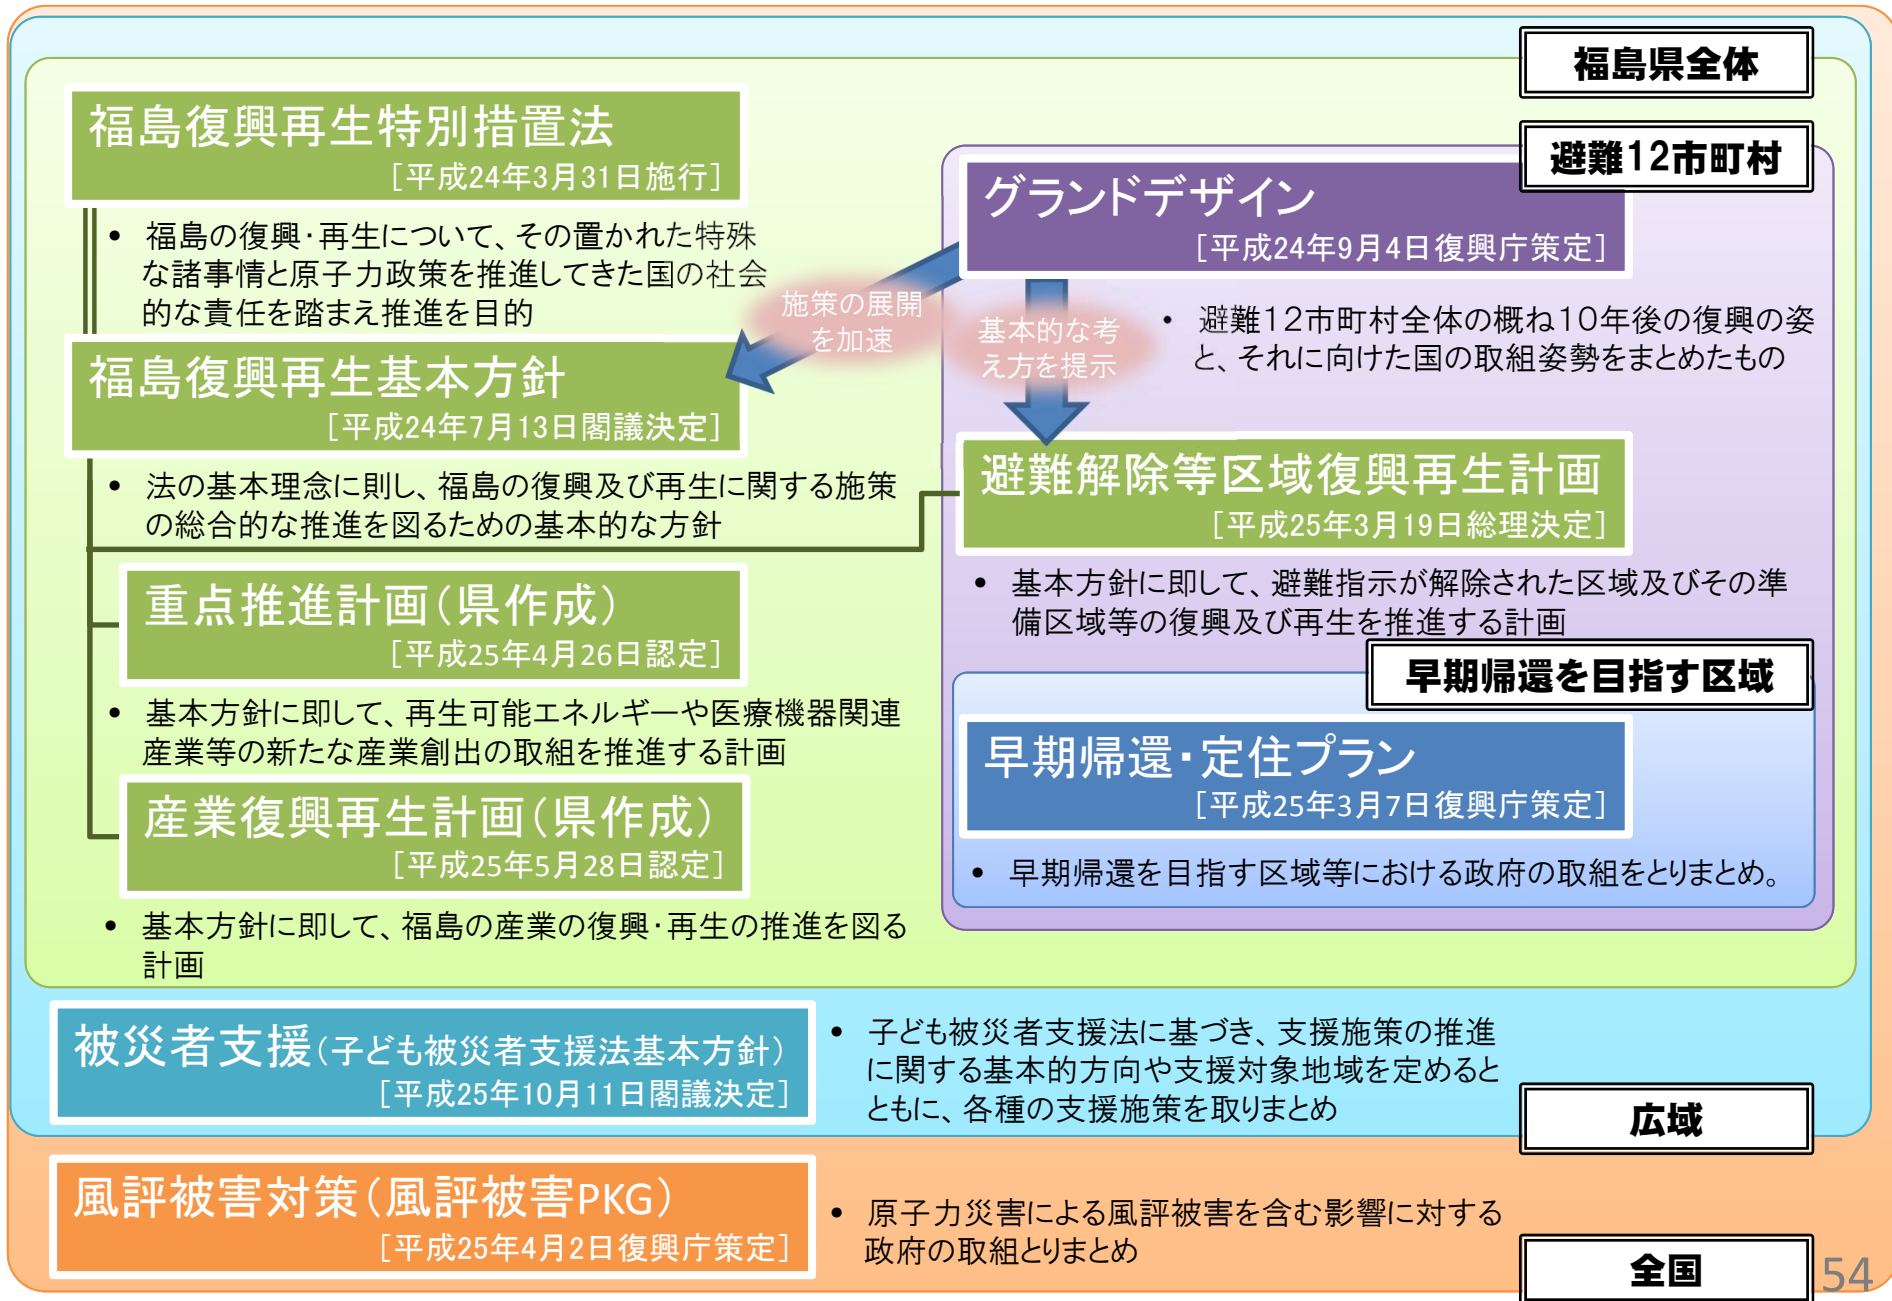 福島県全体
福島復興再生特別措置法
［平成24年3月31日施行］
• 福島の復興・再生について、その置かれた特殊
な諸事情と原子力政策を推進してきた国の社会
的な責任を踏まえ推進を目的
福島復興再生基本方針
［平成24年7月13日閣議決定］
• 法の基本理念に則し、福島の復興及び再生に関する施策
の総合的な推進を図るための基本的な方針
重点推進計画（県作成）
［平成25年4月26日認定］
• 基本方針に即して、再生可能エネルギーや医療機器関連
産業等の新たな産業創出の取組を推進する計画
産業復興再生計画（県作成）
［平成25年5月28日認定］
• 基本方針に即して、福島の産業の復興・再生の推進を図る
計画
避難12市町村
グランドデザイン
［平成24年9月4日復興庁策定］
施策の展開
を加速
基本的な考
え方を提示
• 避難12市町村全体の概ね10年後の復興の姿
と、それに向けた国の取組姿勢をまとめたもの
避難解除等区域復興再生計画
［平成25年3月19日総理決定］
• 基本方針に即して、避難指示が解除された区域及びその準
備区域等の復興及び再生を推進する計画
早期帰還を目指す区域
早期帰還・定住プラン
［平成25年3月7日復興庁策定］
• 早期帰還を目指す区域等における政府の取組をとりまとめ。
被災者支援（子ども被災者支援法基本方針）
［平成25年10月11日閣議決定］
• 子ども被災者支援法に基づき、支援施策の推進
に関する基本的方向や支援対象地域を定めると
ともに、各種の支援施策を取りまとめ
広域
風評被害対策（風評被害PKG）
［平成25年4月2日復興庁策定］
• 原子力災害による風評被害を含む影響に対する
政府の取組とりまとめ
全国
54